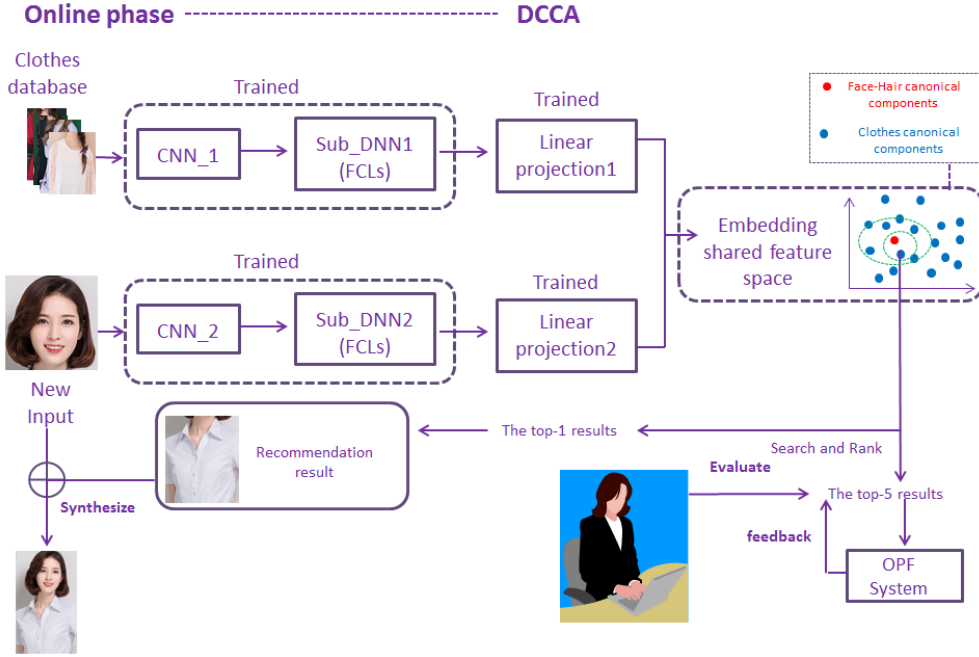 Online phase
DCCA
Clothes
database
Trained
CNN_1
Sub_DNN1
(FCLs)
Trained
Linear
projection1
Face-Hair canonical
components
Clothes canonical
components
Embedding
shared feature
space
Trained
CNN_2
Sub_DNN2
(FCLs)
Trained
Linear
projection2
New
Input
Recommendation
result
The top-1 results
Search and Rank
Evaluate
The top-5 results
Synthesize
feedback
OPF
System